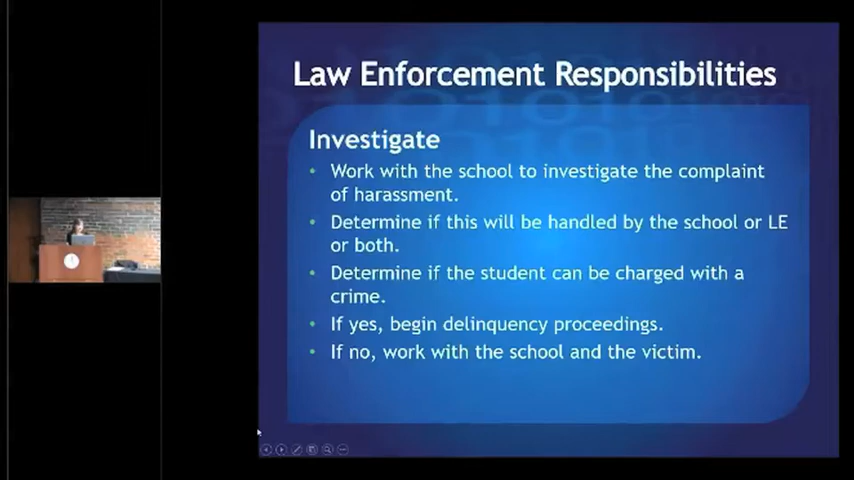 Law Enforcement Responsibilities
Investigate
• Work with the school to investigate the complaint
of harassment.
• Determine if this will be handled by the school or LE
or both.
• Determine if the student can be charged with a
crime.
• If yes, begin delinquency proceedings.
• If no, work with the school and the victim.